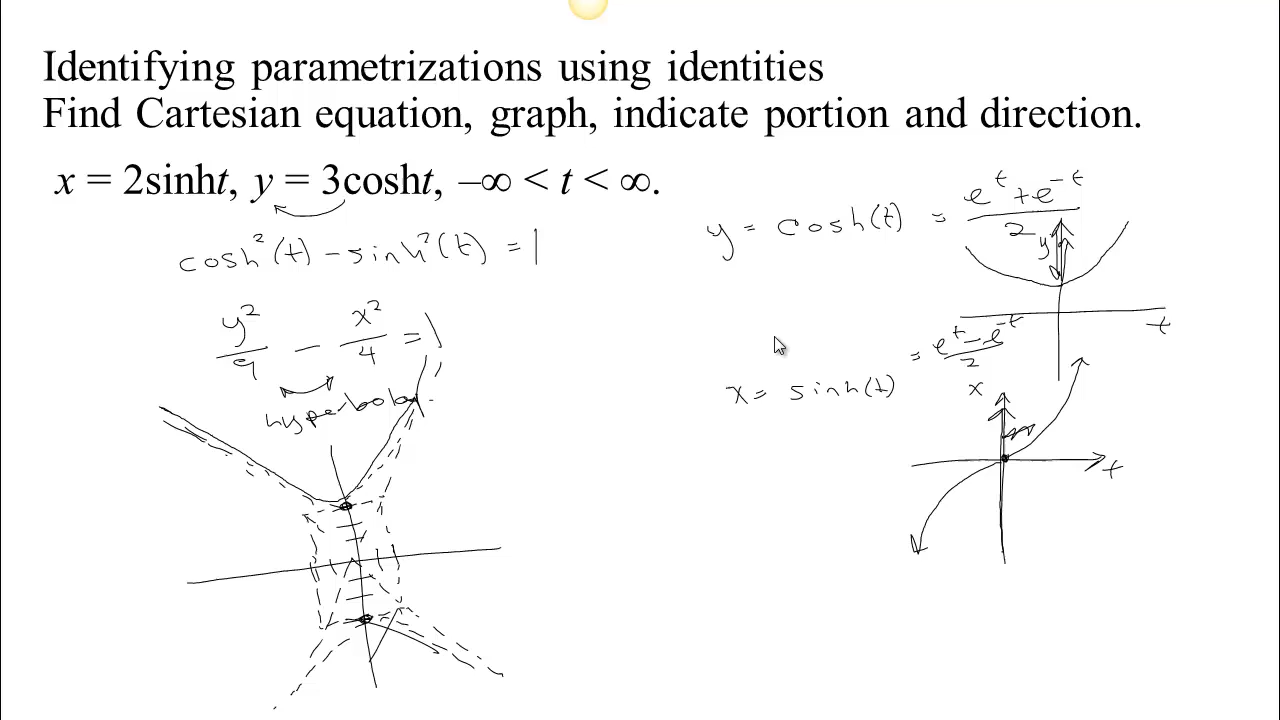 Identifying parametrizations using identities
Find Cartesian equation, graph, indicate portion and direction.
x = 2sinht, y = 3cosht, –∞ < t < ∞.
cosh²(t) – sinh²(t) = 1
y²/9 – x²/4 = 1
hyperbola
y = cosh(t) = (e^t + e^-t)/2
y
t
x = sinh(t) = (e^t – e^-t)/2
x
t